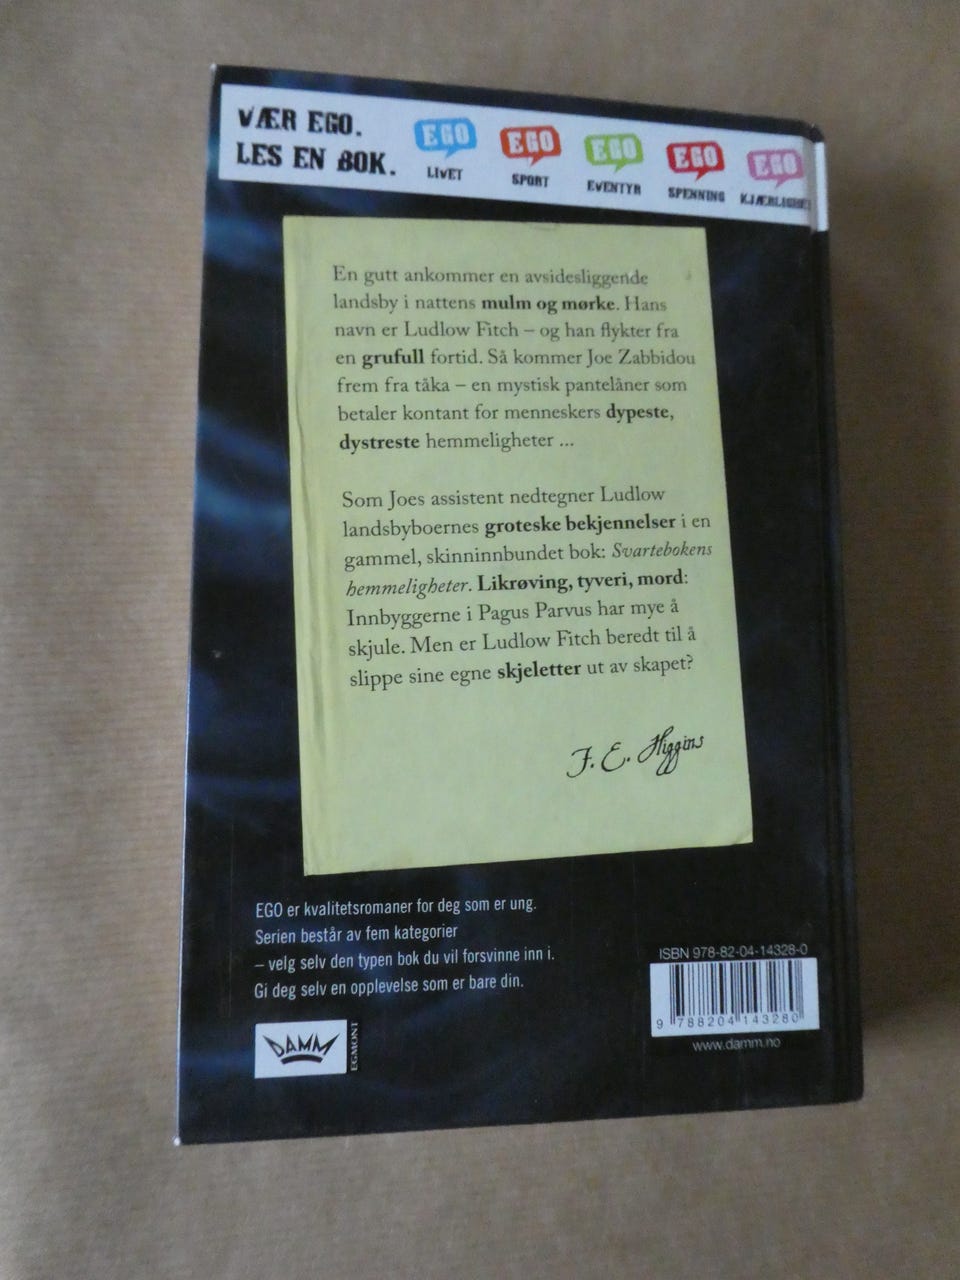 VÆR EGO.
LES EN BOK.
EGO
LIVET
EGO
SPORT
EGO
EVENTYR
EGO
SPENNING
EGO
KJÆRLIGHET
En gutt ankommer en avsidesliggende
landsby i nattens mulm og mørke. Hans
navn er Ludlow Fitch – og han flykter fra
en grufull fortid. Så kommer Joe Zabbidou
frem fra tåka – en mystisk pantelåner som
betaler kontant for menneskers dypeste,
dystreste hemmeligheter ...
Som Joes assistent nedtegner Ludlow
landsbyboernes groteske bekjennelser i en
gammel, skinninnbundet bok: Svartebokens
hemmeligheter. Likrøving, tyveri, mord:
Innbyggerne i Pagus Parvus har mye å
skjule. Men er Ludlow Fitch beredt til å
slippe sine egne skjeletter ut av skapet?
F. E. Higgins
EGO er kvalitetsromaner for deg som er ung.
Serien består av fem kategorier
– velg selv den typen bok du vil forsvinne inn i.
Gi deg selv en opplevelse som er bare din.
DAMM
EGMONT
ISBN 978-82-04-14328-0
9 788204 143280
www.damm.no